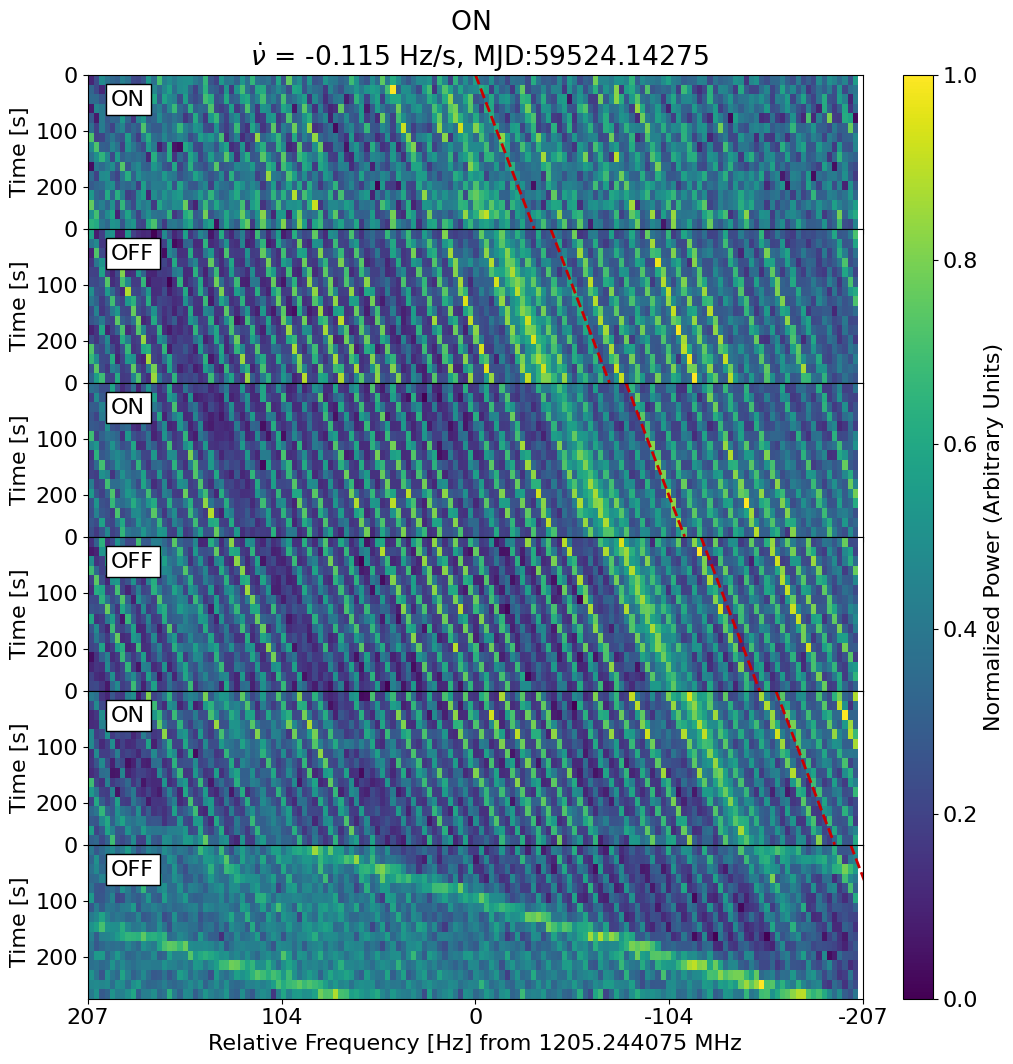 ON
ν̇ = -0.115 Hz/s, MJD:59524.14275
0
ON
100
200
Time [s]
0
OFF
100
200
Time [s]
0
ON
100
200
Time [s]
0
OFF
100
200
Time [s]
0
ON
100
200
Time [s]
0
OFF
100
200
Time [s]
207 104 0 -104 -207
Relative Frequency [Hz] from 1205.244075 MHz
1.0
0.8
0.6
0.4
0.2
0.0
Normalized Power (Arbitrary Units)